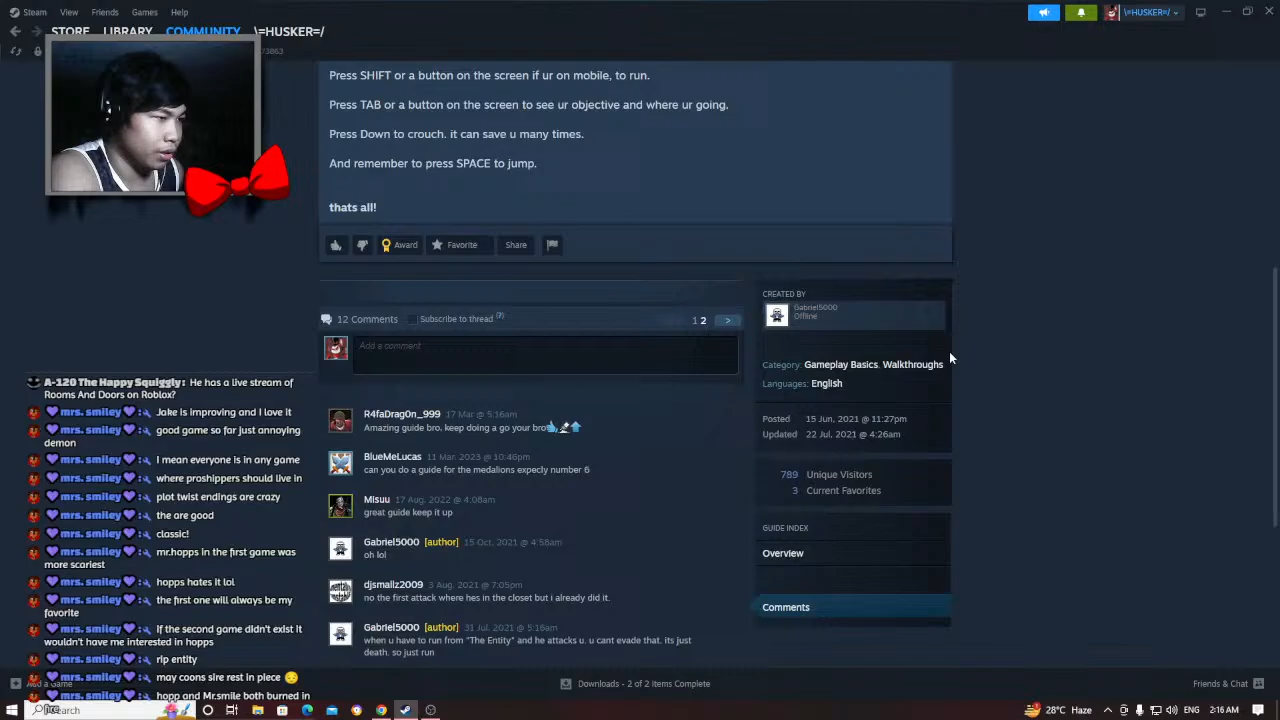 Steam View Friends Games Help \=HUSKER=/
STORE LIBRARY COMMUNITY \=HUSKER=/
73863
Press SHIFT or a button on the screen if ur on mobile, to run.
Press TAB or a button on the screen to see ur objective and where ur going.
Press Down to crouch. it can save u many times.
And remember to press SPACE to jump.
thats all!
Award Favorite Share
12 Comments Subscribe to thread (?) 1 2 >
Add a comment
R4faDrag0n_999 17 Mar @ 5:16am
Amazing guide bro. keep doing a go your bro
BlueMeLucas 11 Mar. 2023 @ 10:46pm
can you do a guide for the medalions expecly number 6
Misuu 17 Aug. 2022 @ 4:08am
great guide keep it up
Gabriel5000 [author] 15 Oct, 2021 @ 4:58am
oh lol
djsmallz2009 3 Aug. 2021 @ 7:05pm
no the first attack where hes in the closet but i already did it.
Gabriel5000 [author] 31 Jul. 2021 @ 5:16am
when u have to run from "The Entity" and he attacks u. u cant evade that. its just
death. so just run
CREATED BY
Gabriel5000
Offline
Category: Gameplay Basics, Walkthroughs
Languages: English
Posted 15 Jun, 2021 @ 11:27pm
Updated 22 Jul. 2021 @ 4:26am
789 Unique Visitors
3 Current Favorites
GUIDE INDEX
Overview
Comments
A-120 The Happy Squiggly: He has a live stream of
Rooms And Doors on Roblox?
mrs. smiley : Jake is improving and I love it
mrs. smiley : good game so for just annoying
demon
mrs. smiley : I mean everyone is in any game
mrs. smiley : where proshippers should live in
mrs. smiley : plot twist endings are crazy
mrs. smiley : the are good
mrs. smiley : classic!
mrs. smiley : mr.hopps in the first game was
more scariest
mrs. smiley : hopps hates it lol
mrs. smiley : the first one will always be my
favorite
mrs. smiley : If the second game didn't exist it
wouldn't have me interested in hopps
mrs. smiley : rip entity
mrs. smiley : may coons sire rest in piece
mrs. smiley : hopp and Mr.smile both burned in
fire
Add a Game Downloads - 2 of 2 Items Complete Friends & Chat
Search 28°C Haze ENG 2:16 AM